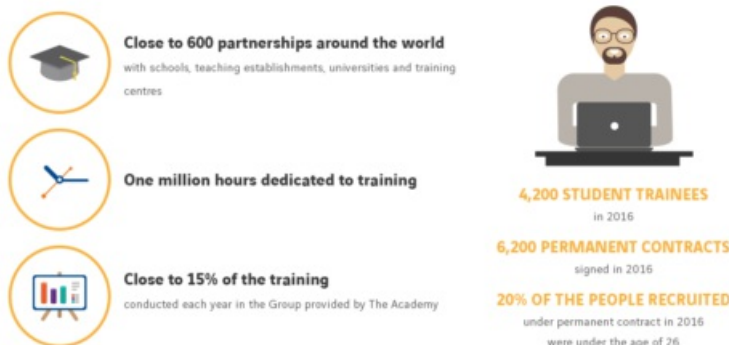 Close to 600 partnerships around the world
with schools, teaching establishments, universities and training
centres
One million hours dedicated to training
Close to 15% of the training
conducted each year in the Group provided by The Academy
4,200 STUDENT TRAINEES
in 2016
6,200 PERMANENT CONTRACTS
signed in 2016
20% OF THE PEOPLE RECRUITED
under permanent contract in 2016
were under the age of 26